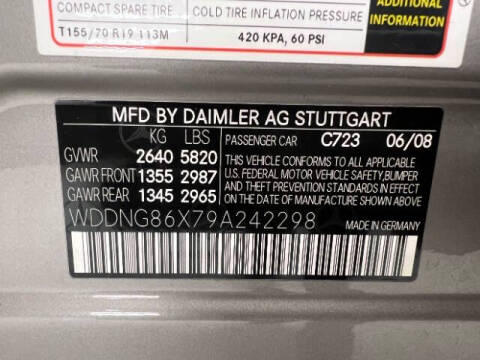 COMPACT SPARE TIRE
COLD TIRE INFLATION PRESSURE
ADDITIONAL
INFORMATION
T155/70 R19 113M
420 KPA, 60 PSI
MFD BY DAIMLER AG STUTTGART
KG LBS
PASSENGER CAR C723 06/08
GVWR 2640 5820
THIS VEHICLE CONFORMS TO ALL APPLICABLE
GAWR FRONT 1355 2987
U.S. FEDERAL MOTOR VEHICLE SAFETY,BUMPER
GAWR REAR 1345 2965
AND THEFT PREVENTION STANDARDS IN EFFECT
ON THE DATE OF MANUFACTURE SHOWN ABOVE.
WDDNG86X79A242298
MADE IN GERMANY